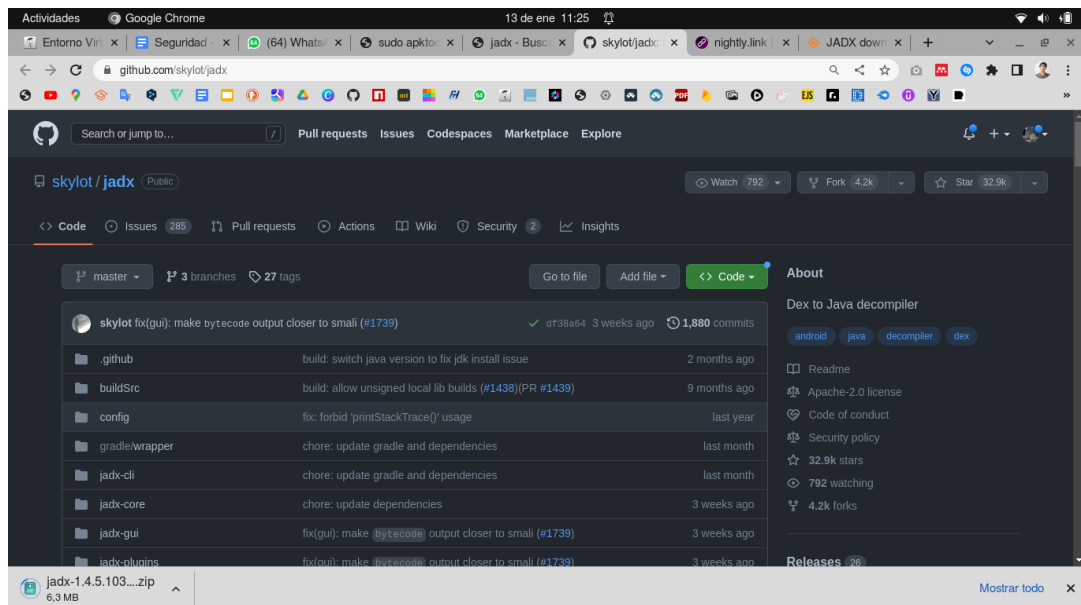 Actividades Google Chrome 13 de ene 11:25
Entorno Virt Seguridad - (64) WhatsA sudo apktoo jadx - Busca skylot/jadx: nightly.link JADX down
github.com/skylot/jadx
Search or jump to… / Pull requests Issues Codespaces Marketplace Explore
skylot / jadx Public Watch 792 Fork 4.2k Star 32.9k
Code Issues 285 Pull requests Actions Wiki Security 2 Insights
master 3 branches 27 tags Go to file Add file Code
About
Dex to Java decompiler
android java decompiler dex
Readme
Apache-2.0 license
Code of conduct
Security policy
32.9k stars
792 watching
4.2k forks
Releases 26
skylot fix(gui): make bytecode output closer to smali (#1739) df38a64 3 weeks ago 1,880 commits
.github build: switch java version to fix jdk install issue 2 months ago
buildSrc build: allow unsigned local lib builds (#1438)(PR #1439) 9 months ago
config fix: forbid 'printStackTrace()' usage last year
gradle/wrapper chore: update gradle and dependencies last month
jadx-cli chore: update gradle and dependencies last month
jadx-core chore: update dependencies 3 weeks ago
jadx-gui fix(gui): make bytecode output closer to smali (#1739) 3 weeks ago
jadx-plugins fix(gui): make bytecode output closer to smali (#1739) 3 weeks ago
jadx-1.4.5.103....zip
6,3 MB
Mostrar todo